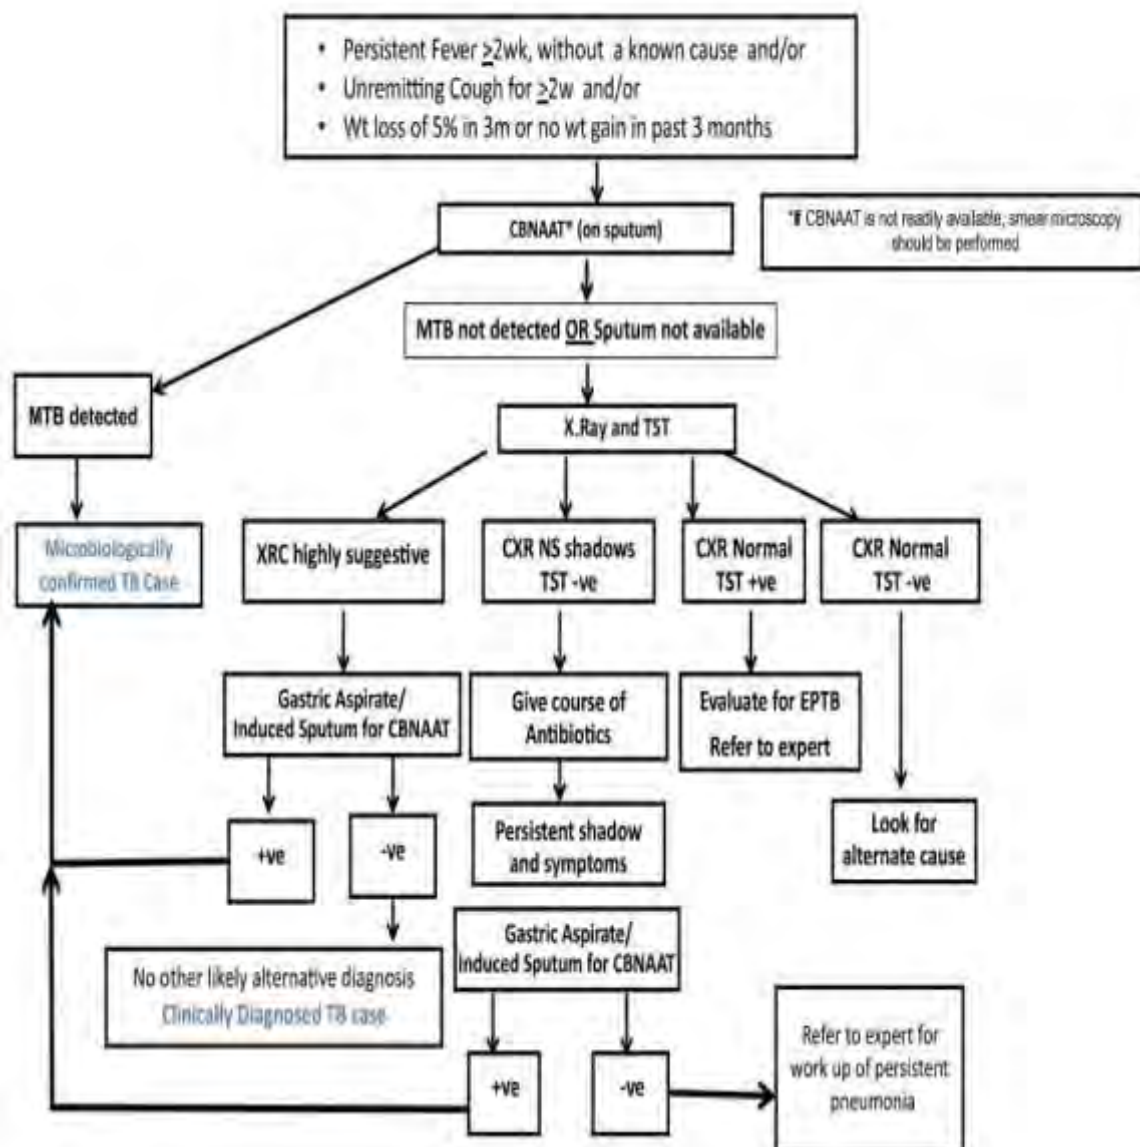 • Persistent Fever ≥2wk, without a known cause and/or
• Unremitting Cough for ≥2w and/or
• Wt loss of 5% in 3m or no wt gain in past 3 months
CBNAAT* (on sputum)
*If CBNAAT is not readily available, smear microscopy
should be performed
MTB not detected OR Sputum not available
MTB detected
X.Ray and TST
Microbiologically
confirmed TB Case
XRC highly suggestive
CXR NS shadows
TST -ve
CXR Normal
TST +ve
CXR Normal
TST -ve
Gastric Aspirate/
Induced Sputum for CBNAAT
Give course of
Antibiotics
Evaluate for EPTB
Refer to expert
+ve
-ve
Persistent shadow
and symptoms
Look for
alternate cause
No other likely alternative diagnosis
Clinically Diagnosed TB case
Gastric Aspirate/
Induced Sputum for CBNAAT
+ve
-ve
Refer to expert for
work up of persistent
pneumonia